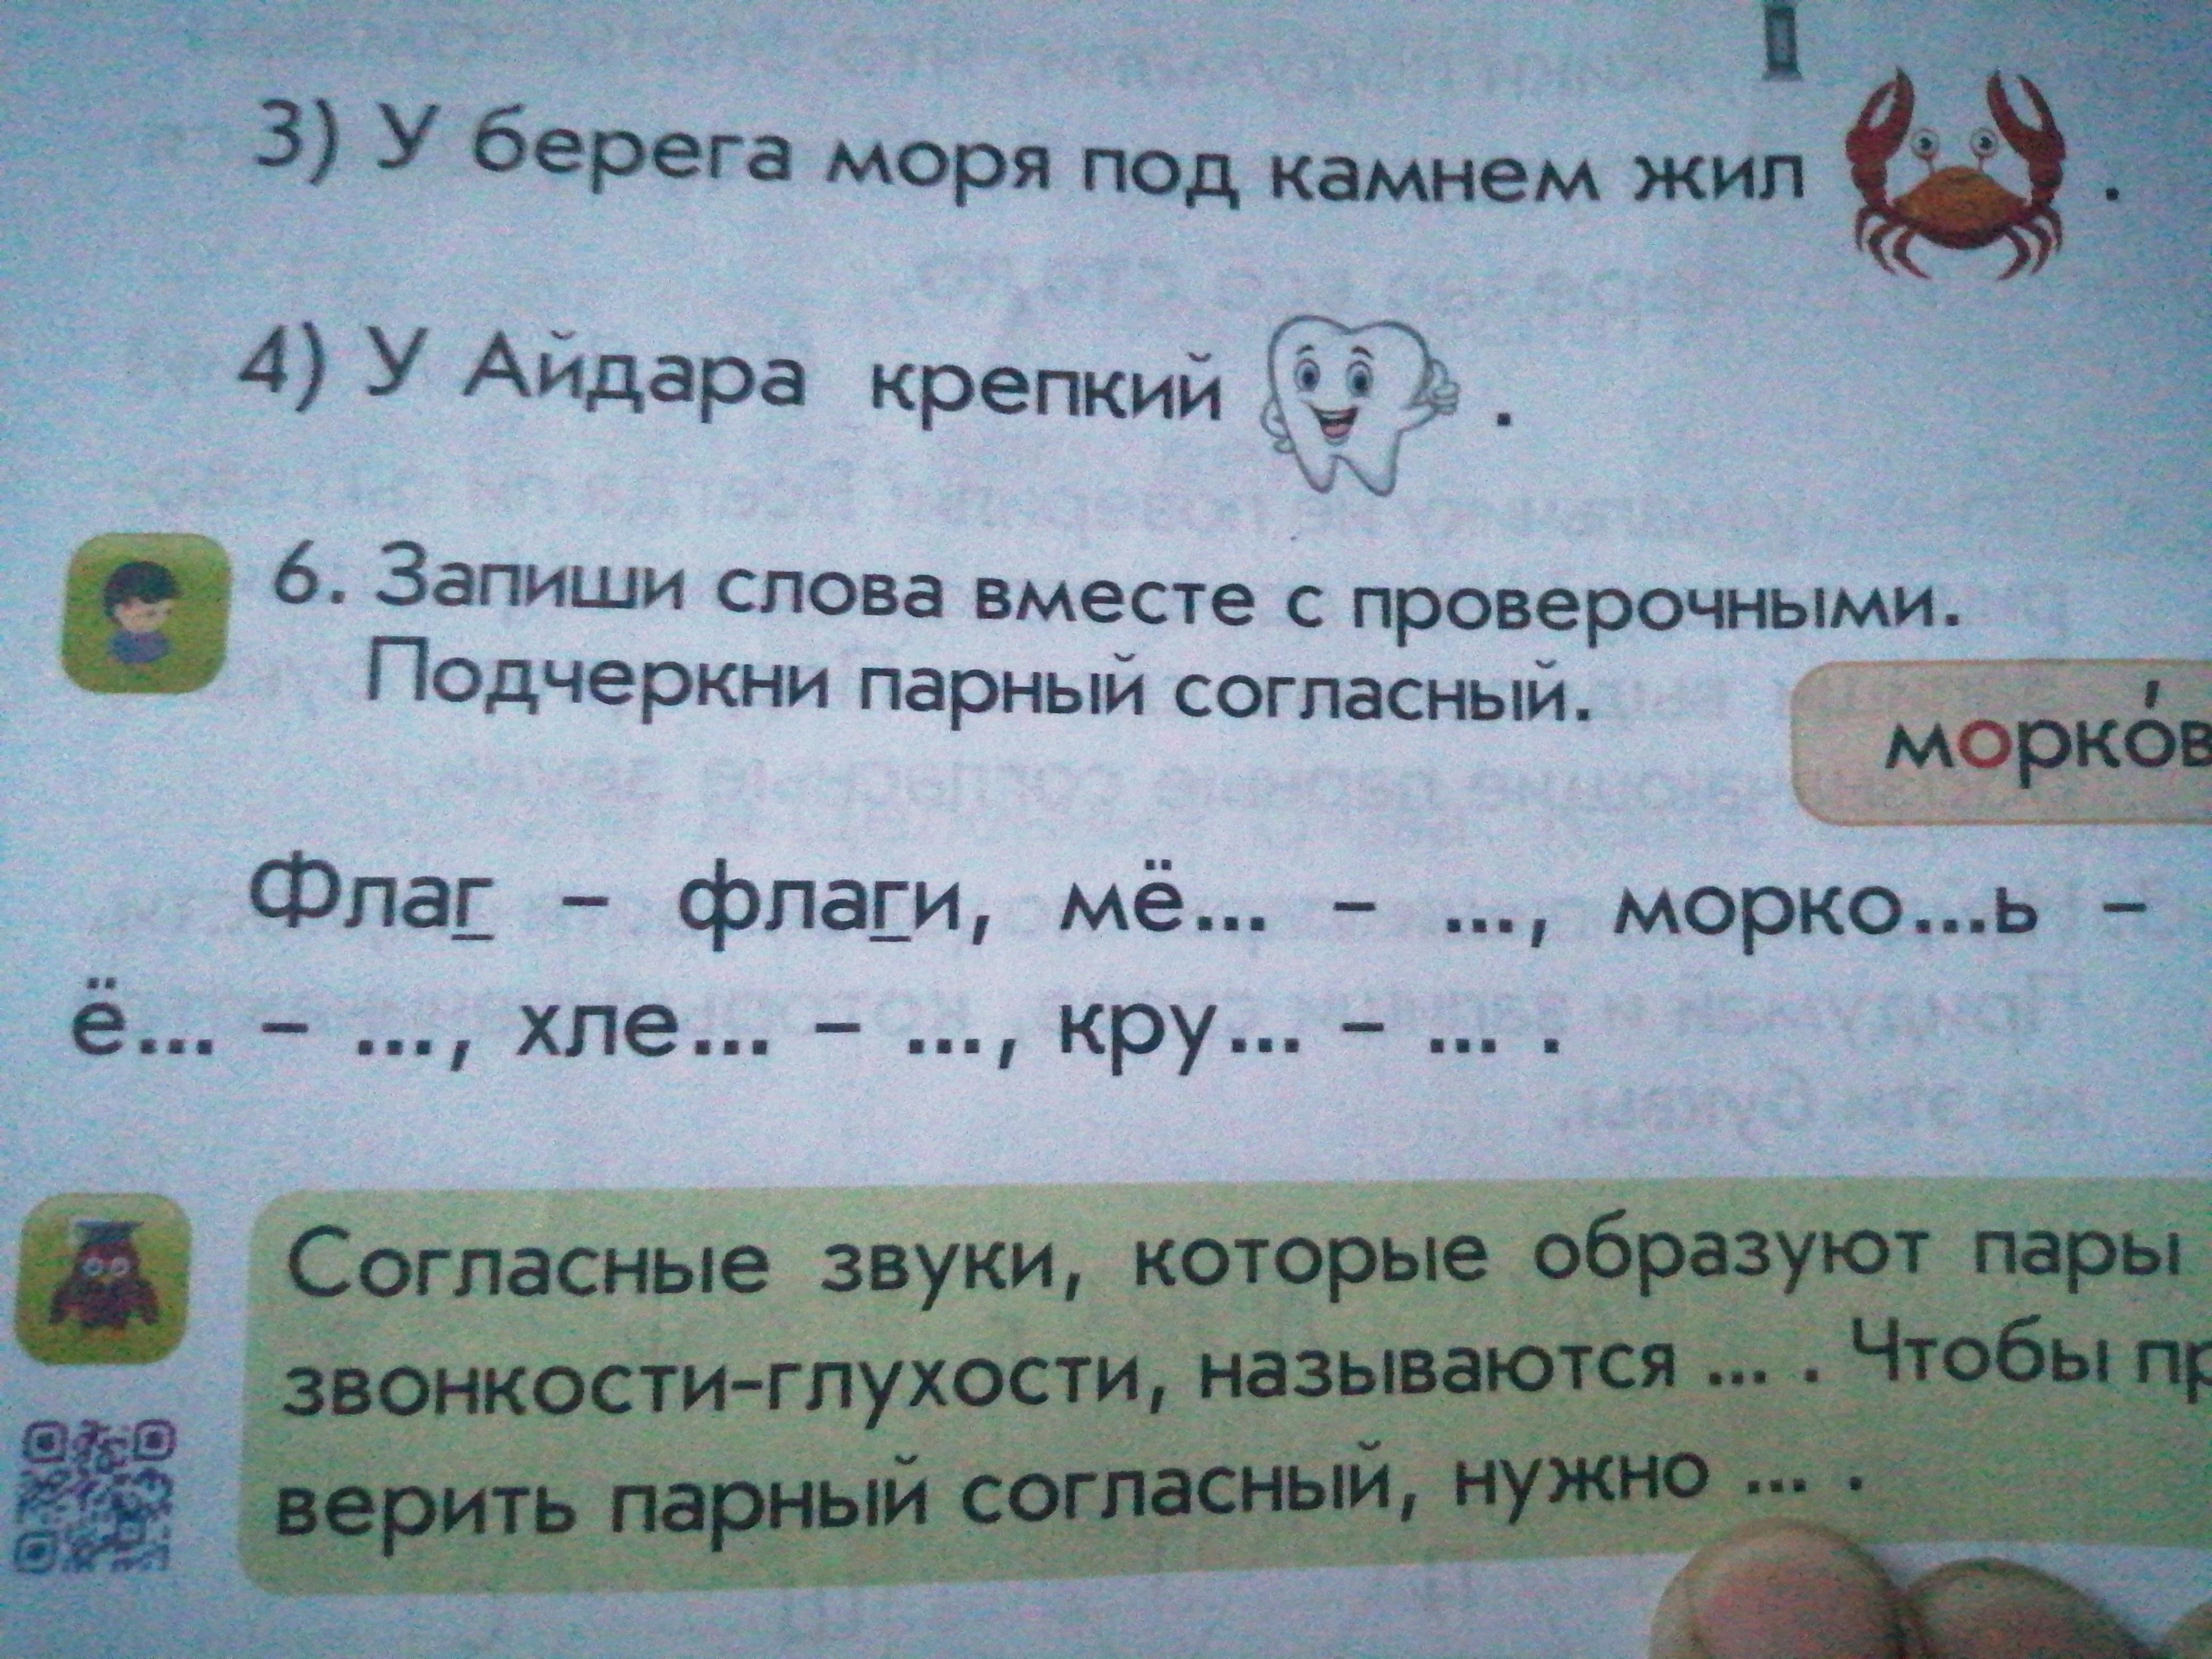 3) У берега моря под камнем жил .
4) У Айдара крепкий .
6. Запиши слова вместе с проверочными.
Подчеркни парный согласный.
морко́в
Флаг – флаги, мё... – ..., морко...ь –
ё... – ..., хле... – ..., кру... – ... .
Согласные звуки, которые образуют пары
звонкости-глухости, называются ... . Чтобы пр
верить парный согласный, нужно ... .